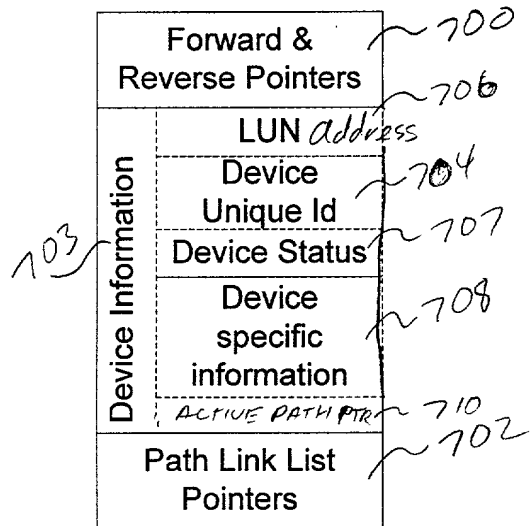 Forward &
Reverse Pointers
700
Device Information
703
LUN address
706
Device
Unique Id
704
Device Status
707
Device
specific
information
708
ACTIVE PATH PTR
710
Path Link List
Pointers
702